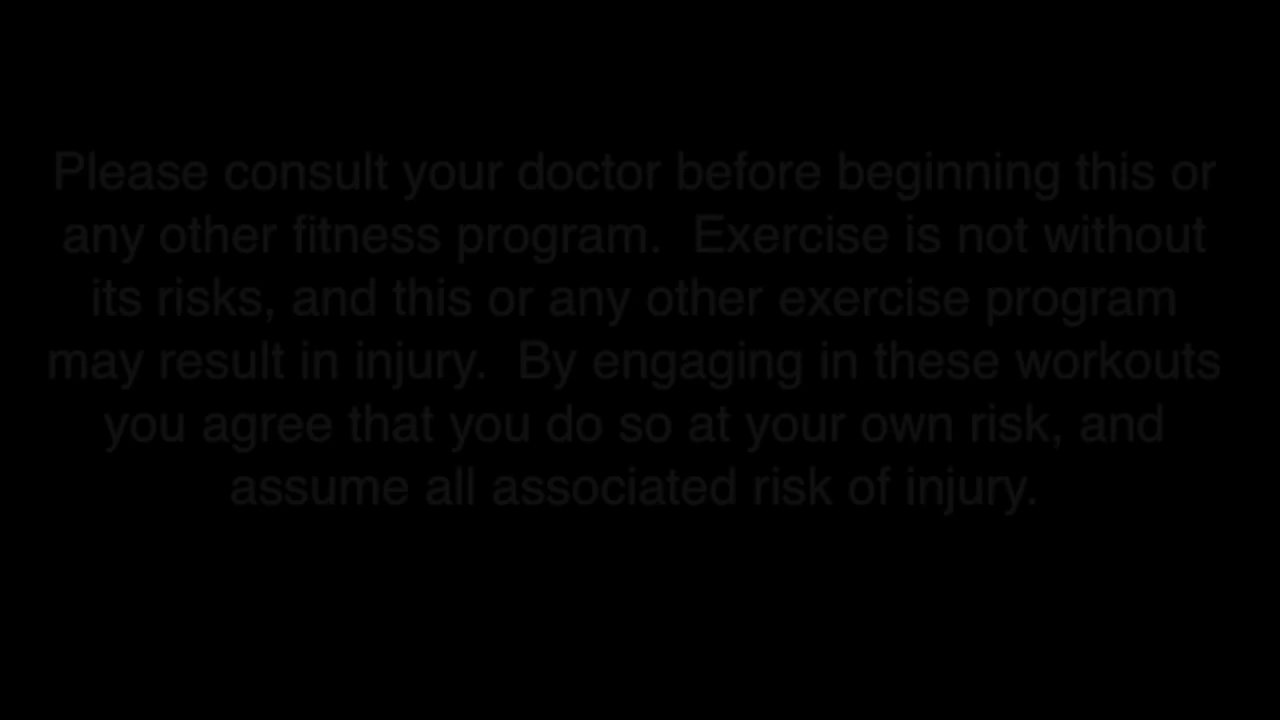 Please consult your doctor before beginning this or
any other fitness program.  Exercise is not without
its risks, and this or any other exercise program
may result in injury.  By engaging in these workouts
you agree that you do so at your own risk, and
assume all associated risk of injury.